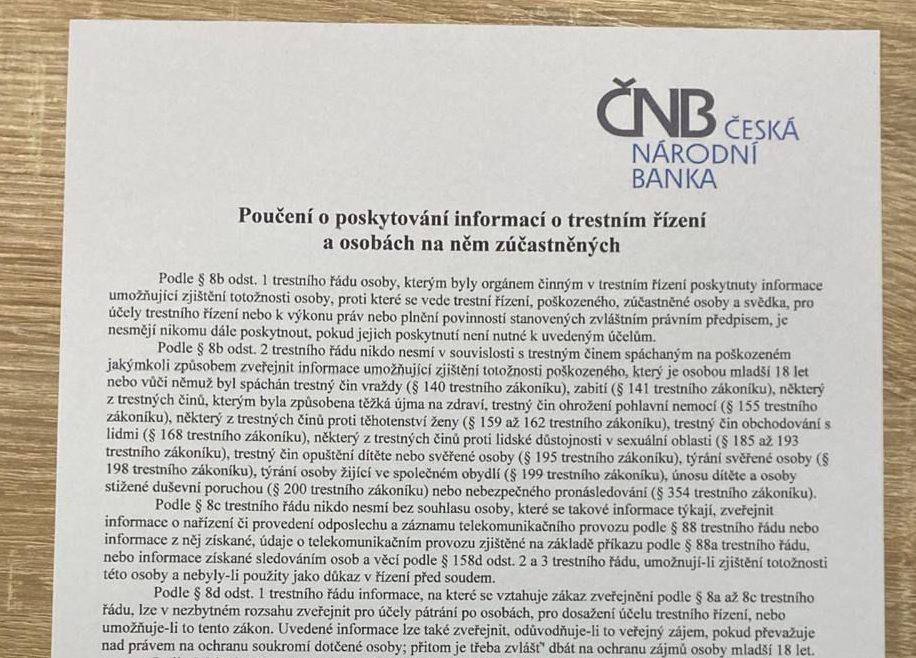 ČNB ČESKÁ
NÁRODNÍ
BANKA
Poučení o poskytování informací o trestním řízení
a osobách na něm zúčastněných
Podle § 8b odst. 1 trestního řádu osoby, kterým byly orgánem činným v trestním řízení poskytnuty informace
umožňující zjištění totožnosti osoby, proti které se vede trestní řízení, poškozeného, zúčastněné osoby a svědka, pro
účely trestního řízení nebo k výkonu práv nebo plnění povinností stanovených zvláštním právním předpisem, je
nesmějí nikomu dále poskytnout, pokud jejich poskytnutí není nutné k uvedeným účelům.
Podle § 8b odst. 2 trestního řádu nikdo nesmí v souvislosti s trestným činem spáchaným na poškozeném
jakýmkoli způsobem zveřejnit informace umožňující zjištění totožnosti poškozeného, který je osobou mladší 18 let
nebo vůči němuž byl spáchán trestný čin vraždy (§ 140 trestního zákoníku), zabití (§ 141 trestního zákoníku), některý
z trestných činů, kterým byla způsobena těžká újma na zdraví, trestný čin ohrožení pohlavní nemocí (§ 155 trestního
zákoníku), některý z trestných činů proti těhotenství ženy (§ 159 až 162 trestního zákoníku), trestný čin obchodování s
lidmi (§ 168 trestního zákoníku), některý z trestných činů proti lidské důstojnosti v sexuální oblasti (§ 185 až 193
trestního zákoníku), trestný čin opuštění dítěte nebo svěřené osoby (§ 195 trestního zákoníku), týrání svěřené osoby (§
198 trestního zákoníku), týrání osoby žijící ve společném obydlí (§ 199 trestního zákoníku), únosu dítěte a osoby
stižené duševní poruchou (§ 200 trestního zákoníku) nebo nebezpečného pronásledování (§ 354 trestního zákoníku).
Podle § 8c trestního řádu nikdo nesmí bez souhlasu osoby, které se takové informace týkají, zveřejnit
informace o nařízení či provedení odposlechu a záznamu telekomunikačního provozu podle § 88 trestního řádu nebo
informace z něj získané, údaje o telekomunikačním provozu zjištěné na základě příkazu podle § 88a trestního řádu,
nebo informace získané sledováním osob a věcí podle § 158d odst. 2 a 3 trestního řádu, umožnují-li zjištění totožnosti
této osoby a nebyly-li použity jako důkaz v řízení před soudem.
Podle § 8d odst. 1 trestního řádu informace, na které se vztahuje zákaz zveřejnění podle § 8a až 8c trestního
řádu, lze v nezbytném rozsahu zveřejnit pro účely pátrání po osobách, pro dosažení účelu trestního řízení, nebo
umožňuje-li to tento zákon. Uvedené informace lze také zveřejnit, odůvodňuje-li to veřejný zájem, pokud převažuje
nad právem na ochranu soukromí dotčené osoby; přitom je třeba zvlášť' dbát na ochranu zájmů osoby mladší 18 let.